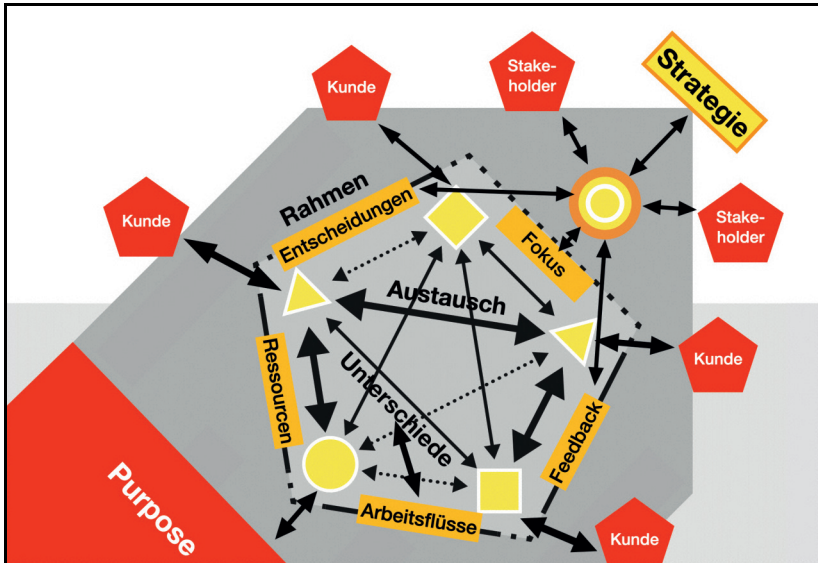 Kunde
Stake-
holder
Strategie
Kunde
Rahmen
Entscheidungen
Stake-
holder
Fokus
Austausch
Ressourcen
Unterschiede
Kunde
Feedback
Purpose
Arbeitsflüsse
Kunde